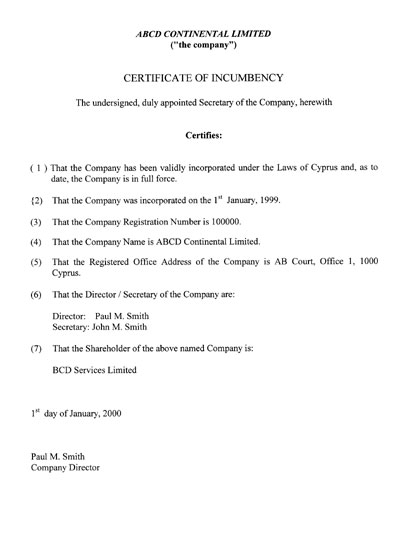 ABCD CONTINENTAL LIMITED
("the company")
CERTIFICATE OF INCUMBENCY
The undersigned, duly appointed Secretary of the Company, herewith
Certifies:
( 1 ) That the Company has been validly incorporated under the Laws of Cyprus and, as to
date, the Company is in full force.
{2) That the Company was incorporated on the 1st January, 1999.
(3) That the Company Registration Number is 100000.
(4) That the Company Name is ABCD Continental Limited.
(5) That the Registered Office Address of the Company is AB Court, Office 1, 1000
Cyprus.
(6) That the Director / Secretary of the Company are:
Director: Paul M. Smith
Secretary: John M. Smith
(7) That the Shareholder of the above named Company is:
BCD Services Limited
1st day of January, 2000
Paul M. Smith
Company Director